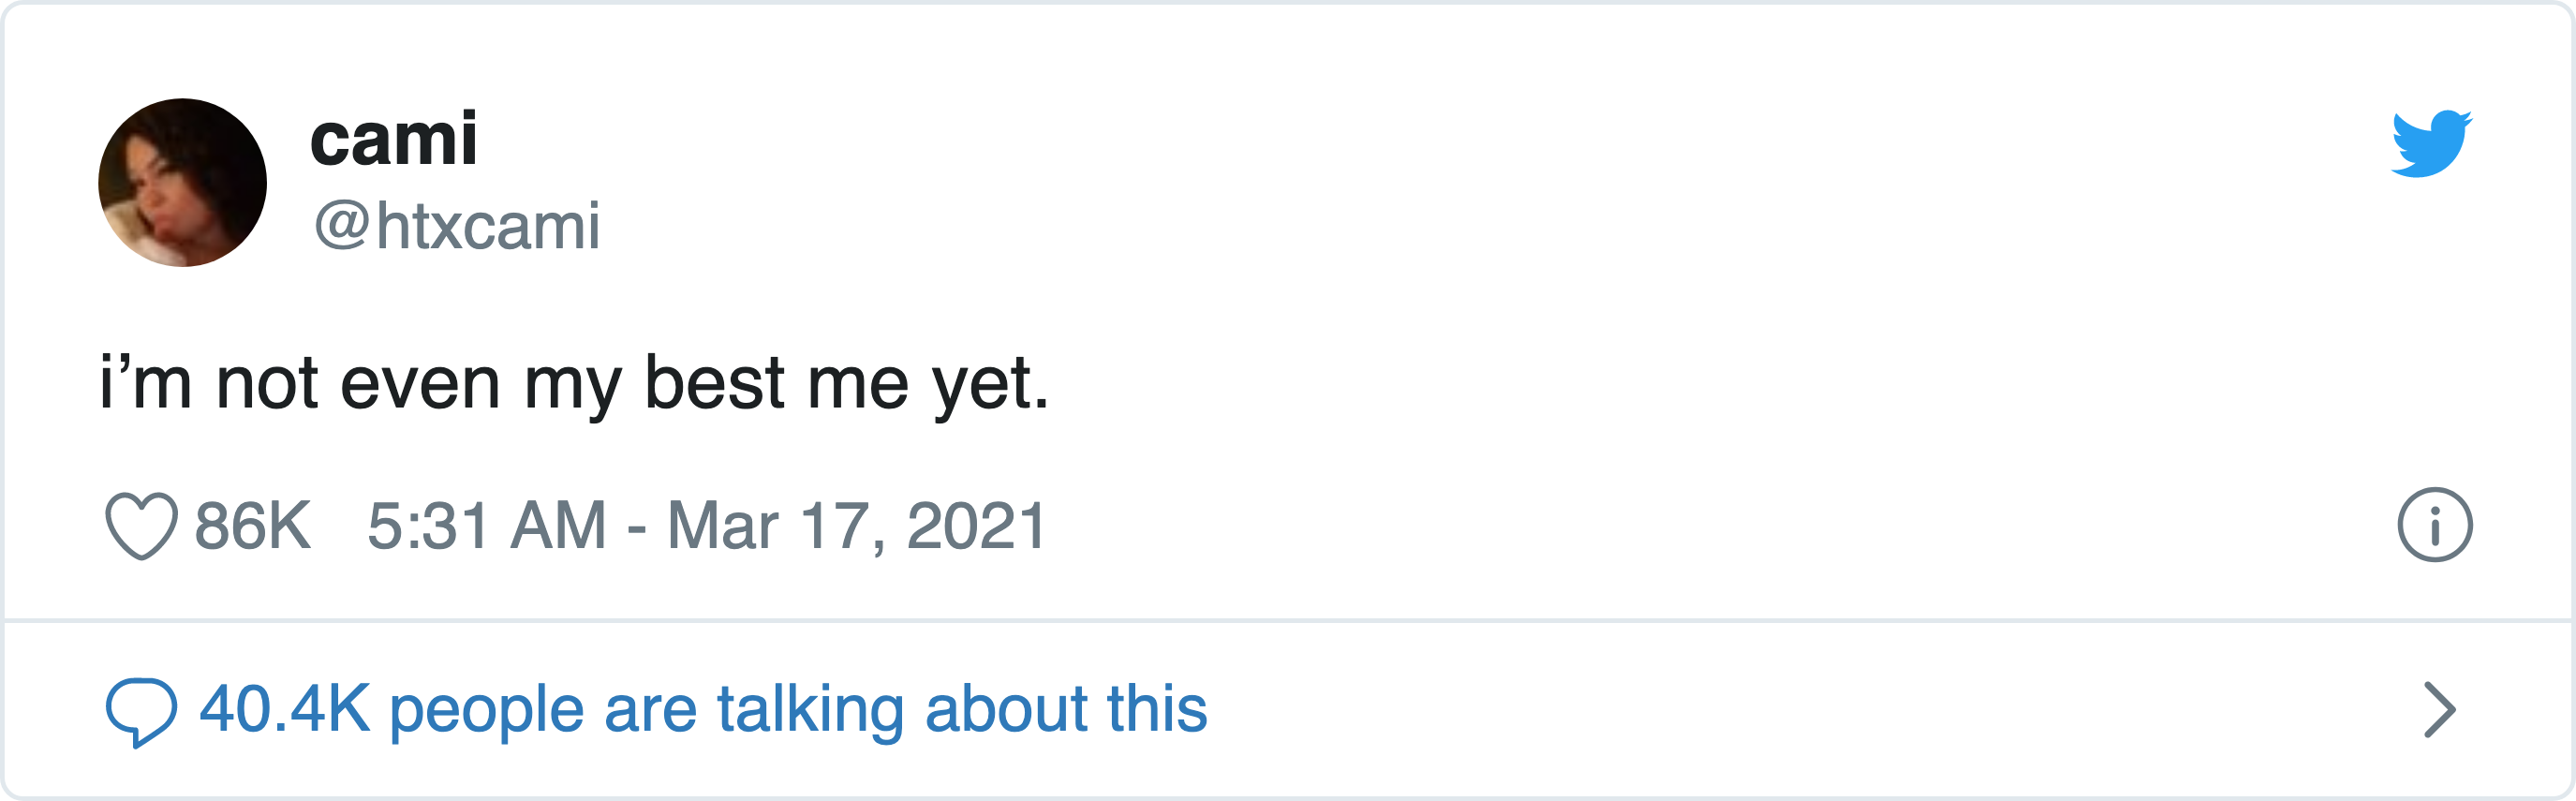 cami
@htxcami
i’m not even my best me yet.
86K 5:31 AM - Mar 17, 2021
40.4K people are talking about this